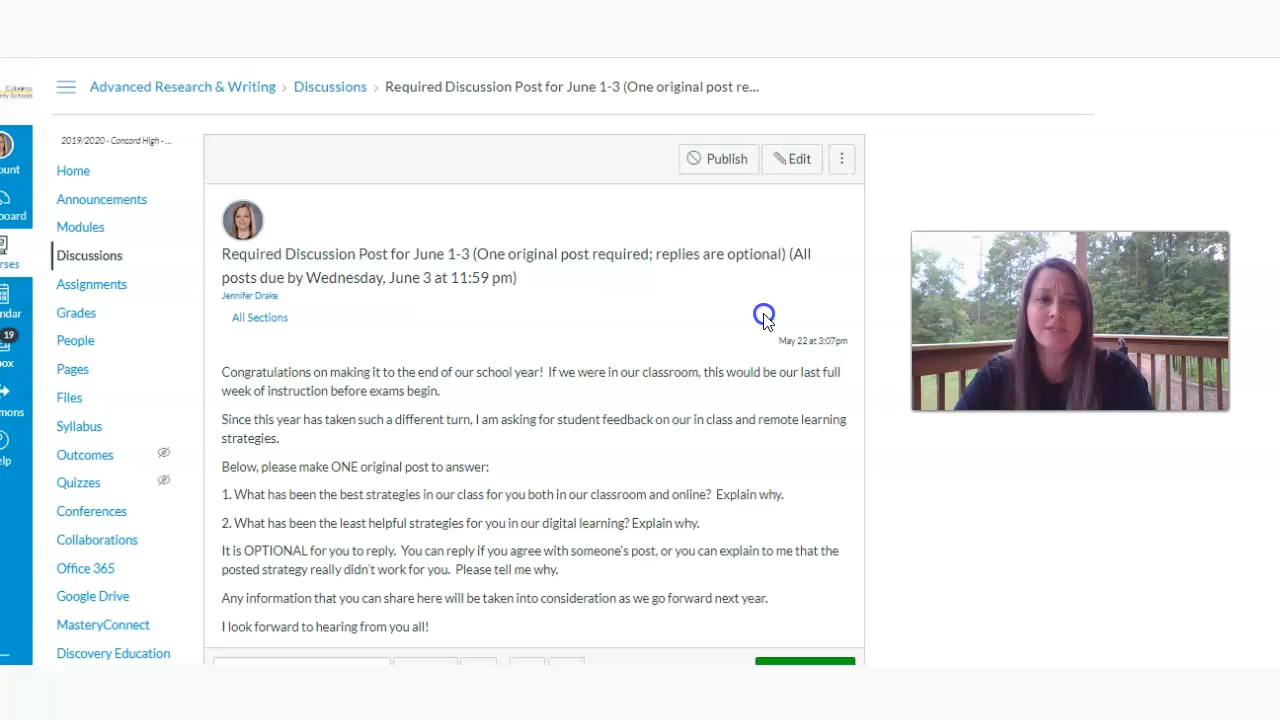 Cabarrus
nty Schools
Advanced Research & Writing › Discussions › Required Discussion Post for June 1-3 (One original post re...
ount
board
rses
ndar
19
box
mons
elp
2019/2020 - Concord High - ...
Home
Announcements
Modules
Discussions
Assignments
Grades
People
Pages
Files
Syllabus
Outcomes
Quizzes
Conferences
Collaborations
Office 365
Google Drive
MasteryConnect
Discovery Education
Publish
Edit
Required Discussion Post for June 1-3 (One original post required; replies are optional) (All
posts due by Wednesday, June 3 at 11:59 pm)
Jennifer Drake
All Sections
May 22 at 3:07pm
Congratulations on making it to the end of our school year! If we were in our classroom, this would be our last full
week of instruction before exams begin.
Since this year has taken such a different turn, I am asking for student feedback on our in class and remote learning
strategies.
Below, please make ONE original post to answer:
1. What has been the best strategies in our class for you both in our classroom and online? Explain why.
2. What has been the least helpful strategies for you in our digital learning? Explain why.
It is OPTIONAL for you to reply. You can reply if you agree with someone's post, or you can explain to me that the
posted strategy really didn't work for you. Please tell me why.
Any information that you can share here will be taken into consideration as we go forward next year.
I look forward to hearing from you all!